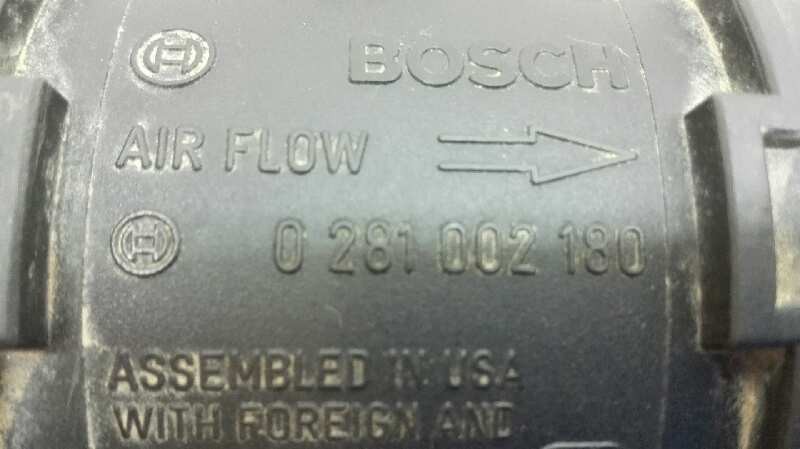 BOSCH
AIR FLOW
0 281 002 180
ASSEMBLED IN USA
WITH FOREIGN AND